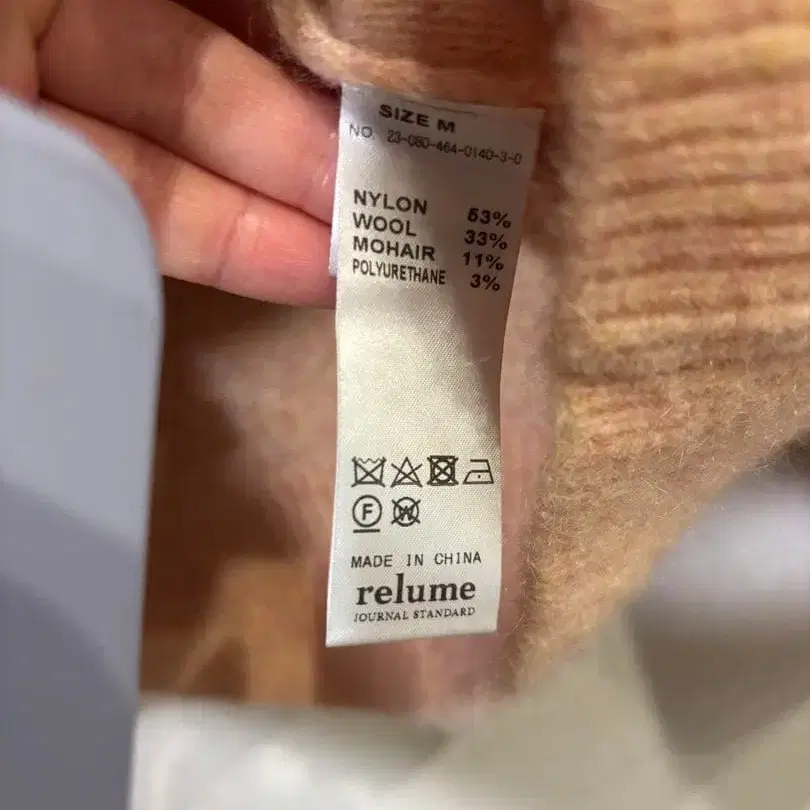 SIZE M
NO. 23-080-464-0140-3-0
NYLON 53%
WOOL 33%
MOHAIR 11%
POLYURETHANE 3%
F W
MADE IN CHINA
relume
JOURNAL STANDARD